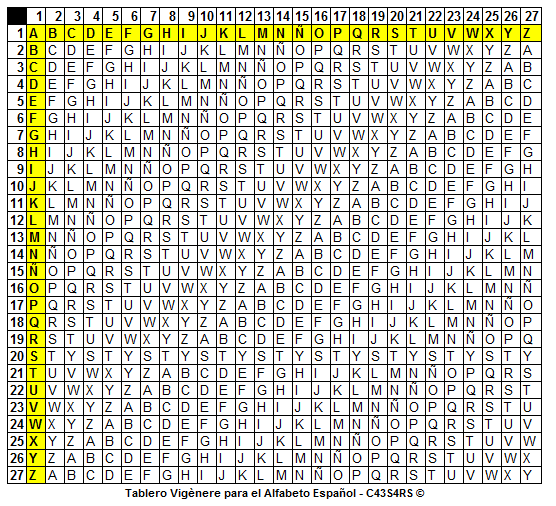 1 2 3 4 5 6 7 8 9 10 11 12 13 14 15 16 17 18 19 20 21 22 23 24 25 26 27
1 A B C D E F G H I J K L M N Ñ O P Q R S T U V W X Y Z
2 B C D E F G H I J K L M N Ñ O P Q R S T U V W X Y Z A
3 C D E F G H I J K L M N Ñ O P Q R S T U V W X Y Z A B
4 D E F G H I J K L M N Ñ O P Q R S T U V W X Y Z A B C
5 E F G H I J K L M N Ñ O P Q R S T U V W X Y Z A B C D
6 F G H I J K L M N Ñ O P Q R S T U V W X Y Z A B C D E
7 G H I J K L M N Ñ O P Q R S T U V W X Y Z A B C D E F
8 H I J K L M N Ñ O P Q R S T U V W X Y Z A B C D E F G
9 I J K L M N Ñ O P Q R S T U V W X Y Z A B C D E F G H
10 J K L M N Ñ O P Q R S T U V W X Y Z A B C D E F G H I
11 K L M N Ñ O P Q R S T U V W X Y Z A B C D E F G H I J
12 L M N Ñ O P Q R S T U V W X Y Z A B C D E F G H I J K
13 M N Ñ O P Q R S T U V W X Y Z A B C D E F G H I J K L
14 N Ñ O P Q R S T U V W X Y Z A B C D E F G H I J K L M
15 Ñ O P Q R S T U V W X Y Z A B C D E F G H I J K L M N
16 O P Q R S T U V W X Y Z A B C D E F G H I J K L M N Ñ
17 P Q R S T U V W X Y Z A B C D E F G H I J K L M N Ñ O
18 Q R S T U V W X Y Z A B C D E F G H I J K L M N Ñ O P
19 R S T U V W X Y Z A B C D E F G H I J K L M N Ñ O P Q
20 S T Y S T Y S T Y S T Y S T Y S T Y S T Y S T Y S T Y
21 T U V W X Y Z A B C D E F G H I J K L M N Ñ O P Q R S
22 U V W X Y Z A B C D E F G H I J K L M N Ñ O P Q R S T
23 V W X Y Z A B C D E F G H I J K L M N Ñ O P Q R S T U
24 W X Y Z A B C D E F G H I J K L M N Ñ O P Q R S T U V
25 X Y Z A B C D E F G H I J K L M N Ñ O P Q R S T U V W
26 Y Z A B C D E F G H I J K L M N Ñ O P Q R S T U V W X
27 Z A B C D E F G H I J K L M N Ñ O P Q R S T U V W X Y
Tablero Vigènere para el Alfabeto Español - C43S4RS ©